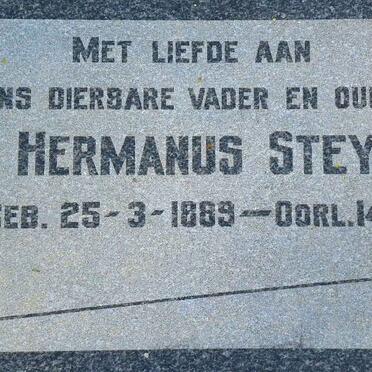 MET LIEFDE AAN
NS DIERBARE VADER EN OU
HERMANUS STEY
EB. 25-3-1889—OORL.14